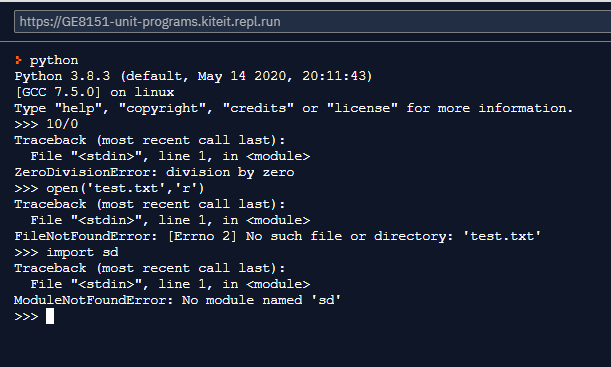 https://GE8151-unit-programs.kiteit.repl.run
python
Python 3.8.3 (default, May 14 2020, 20:11:43)
[GCC 7.5.0] on linux
Type "help", "copyright", "credits" or "license" for more information.
>>> 10/0
Traceback (most recent call last):
  File "<stdin>", line 1, in <module>
ZeroDivisionError: division by zero
>>> open('test.txt','r')
Traceback (most recent call last):
  File "<stdin>", line 1, in <module>
FileNotFoundError: [Errno 2] No such file or directory: 'test.txt'
>>> import sd
Traceback (most recent call last):
  File "<stdin>", line 1, in <module>
ModuleNotFoundError: No module named 'sd'
>>>